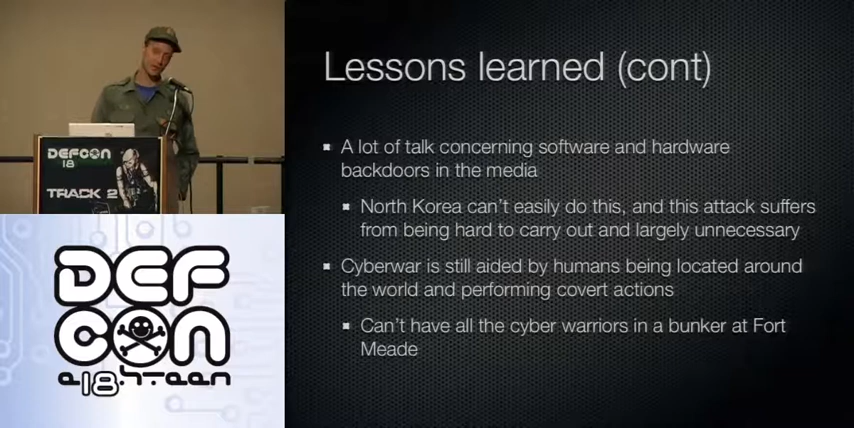 DEFCON
18
TRACK 2
DEF
CON
e18h-teen
Lessons learned (cont)
A lot of talk concerning software and hardware
backdoors in the media
North Korea can't easily do this, and this attack suffers
from being hard to carry out and largely unnecessary
Cyberwar is still aided by humans being located around
the world and performing covert actions
Can't have all the cyber warriors in a bunker at Fort
Meade